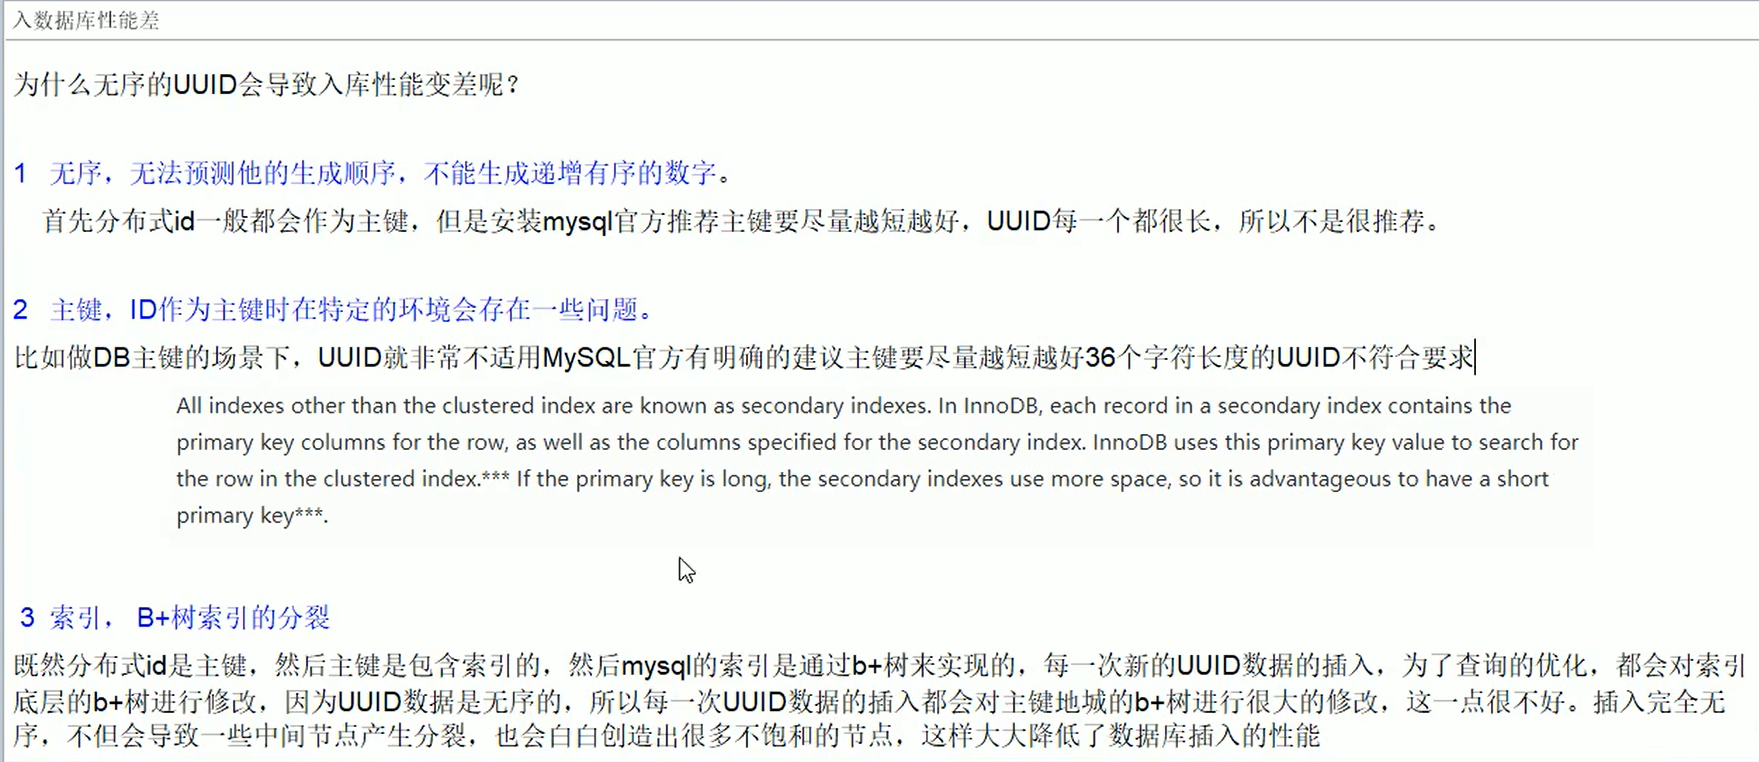 入数据库性能差
为什么无序的UUID会导致入库性能变差呢？
1 无序，无法预测他的生成顺序，不能生成递增有序的数字。
首先分布式id一般都会作为主键，但是安装mysql官方推荐主键要尽量越短越好，UUID每一个都很长，所以不是很推荐。
2 主键，ID作为主键时在特定的环境会存在一些问题。
比如做DB主键的场景下，UUID就非常不适用MySQL官方有明确的建议主键要尽量越短越好36个字符长度的UUID不符合要求
All indexes other than the clustered index are known as secondary indexes. In InnoDB, each record in a secondary index contains the
primary key columns for the row, as well as the columns specified for the secondary index. InnoDB uses this primary key value to search for
the row in the clustered index.*** If the primary key is long, the secondary indexes use more space, so it is advantageous to have a short
primary key***.
3 索引， B+树索引的分裂
既然分布式id是主键，然后主键是包含索引的，然后mysql的索引是通过b+树来实现的，每一次新的UUID数据的插入，为了查询的优化，都会对索引
底层的b+树进行修改，因为UUID数据是无序的，所以每一次UUID数据的插入都会对主键地城的b+树进行很大的修改，这一点很不好。插入完全无
序，不但会导致一些中间节点产生分裂，也会白白创造出很多不饱和的节点，这样大大降低了数据库插入的性能